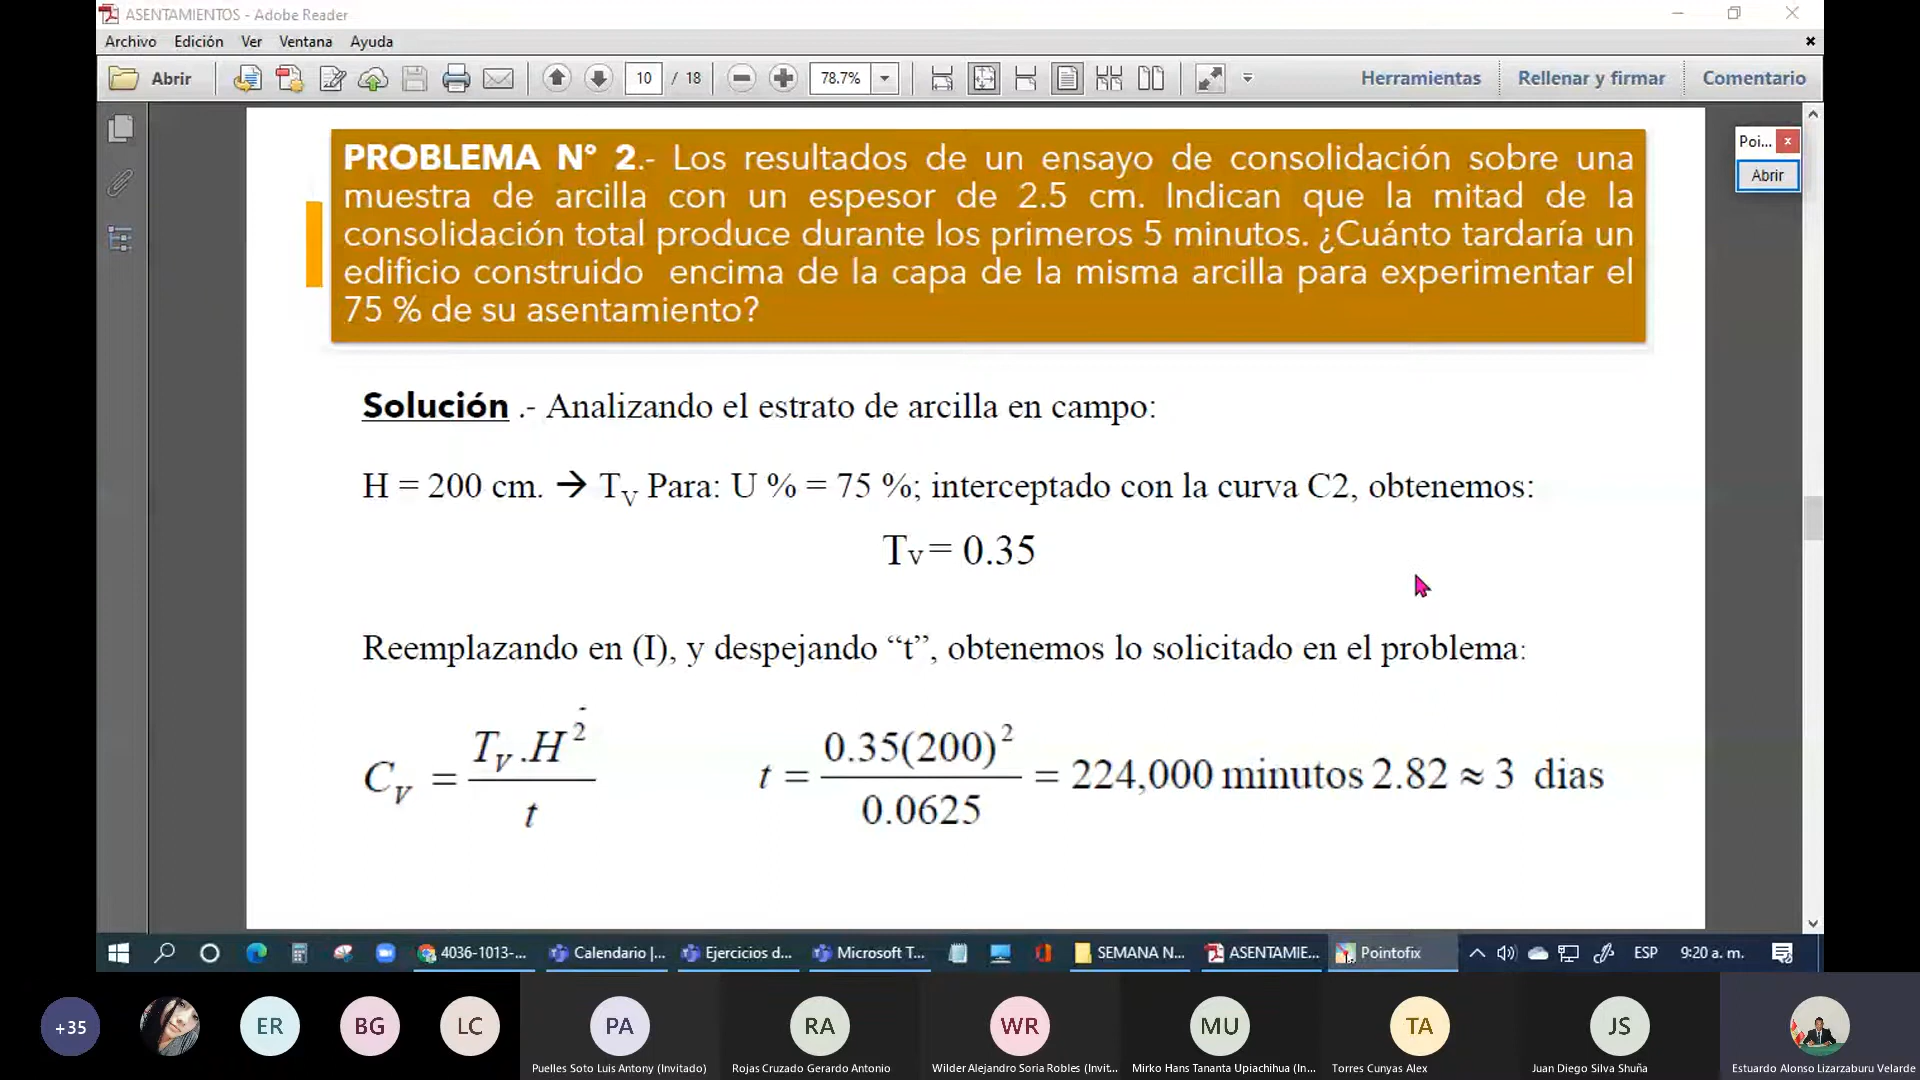 ASENTAMIENTOS - Adobe Reader
Archivo Edición Ver Ventana Ayuda
Abrir 10 / 18 78.7% Herramientas Rellenar y firmar Comentario
Poi...
Abrir
PROBLEMA N° 2.- Los resultados de un ensayo de consolidación sobre una
muestra de arcilla con un espesor de 2.5 cm. Indican que la mitad de la
consolidación total produce durante los primeros 5 minutos. ¿Cuánto tardaría un
edificio construido encima de la capa de la misma arcilla para experimentar el
75 % de su asentamiento?
Solución .- Analizando el estrato de arcilla en campo:
H = 200 cm. → TV Para: U % = 75 %; interceptado con la curva C2, obtenemos:
TV = 0.35
Reemplazando en (I), y despejando “t”, obtenemos lo solicitado en el problema:
CV = TV .H² / t t = 0.35(200)² / 0.0625 = 224,000 minutos 2.82 ≈ 3 dias
4036-1013-... Calendario |... Ejercicios d... Microsoft T... SEMANA N... ASENTAMIE... Pointofix ESP 9:20 a. m.
+35 ER BG LC PA RA WR MU TA JS
Puelles Soto Luis Antony (Invitado) Rojas Cruzado Gerardo Antonio Wilder Alejandro Soria Robles (Invit... Mirko Hans Tananta Upiachihua (In... Torres Cunyas Alex Juan Diego Silva Shuña Estuardo Alonso Lizarzaburu Velarde